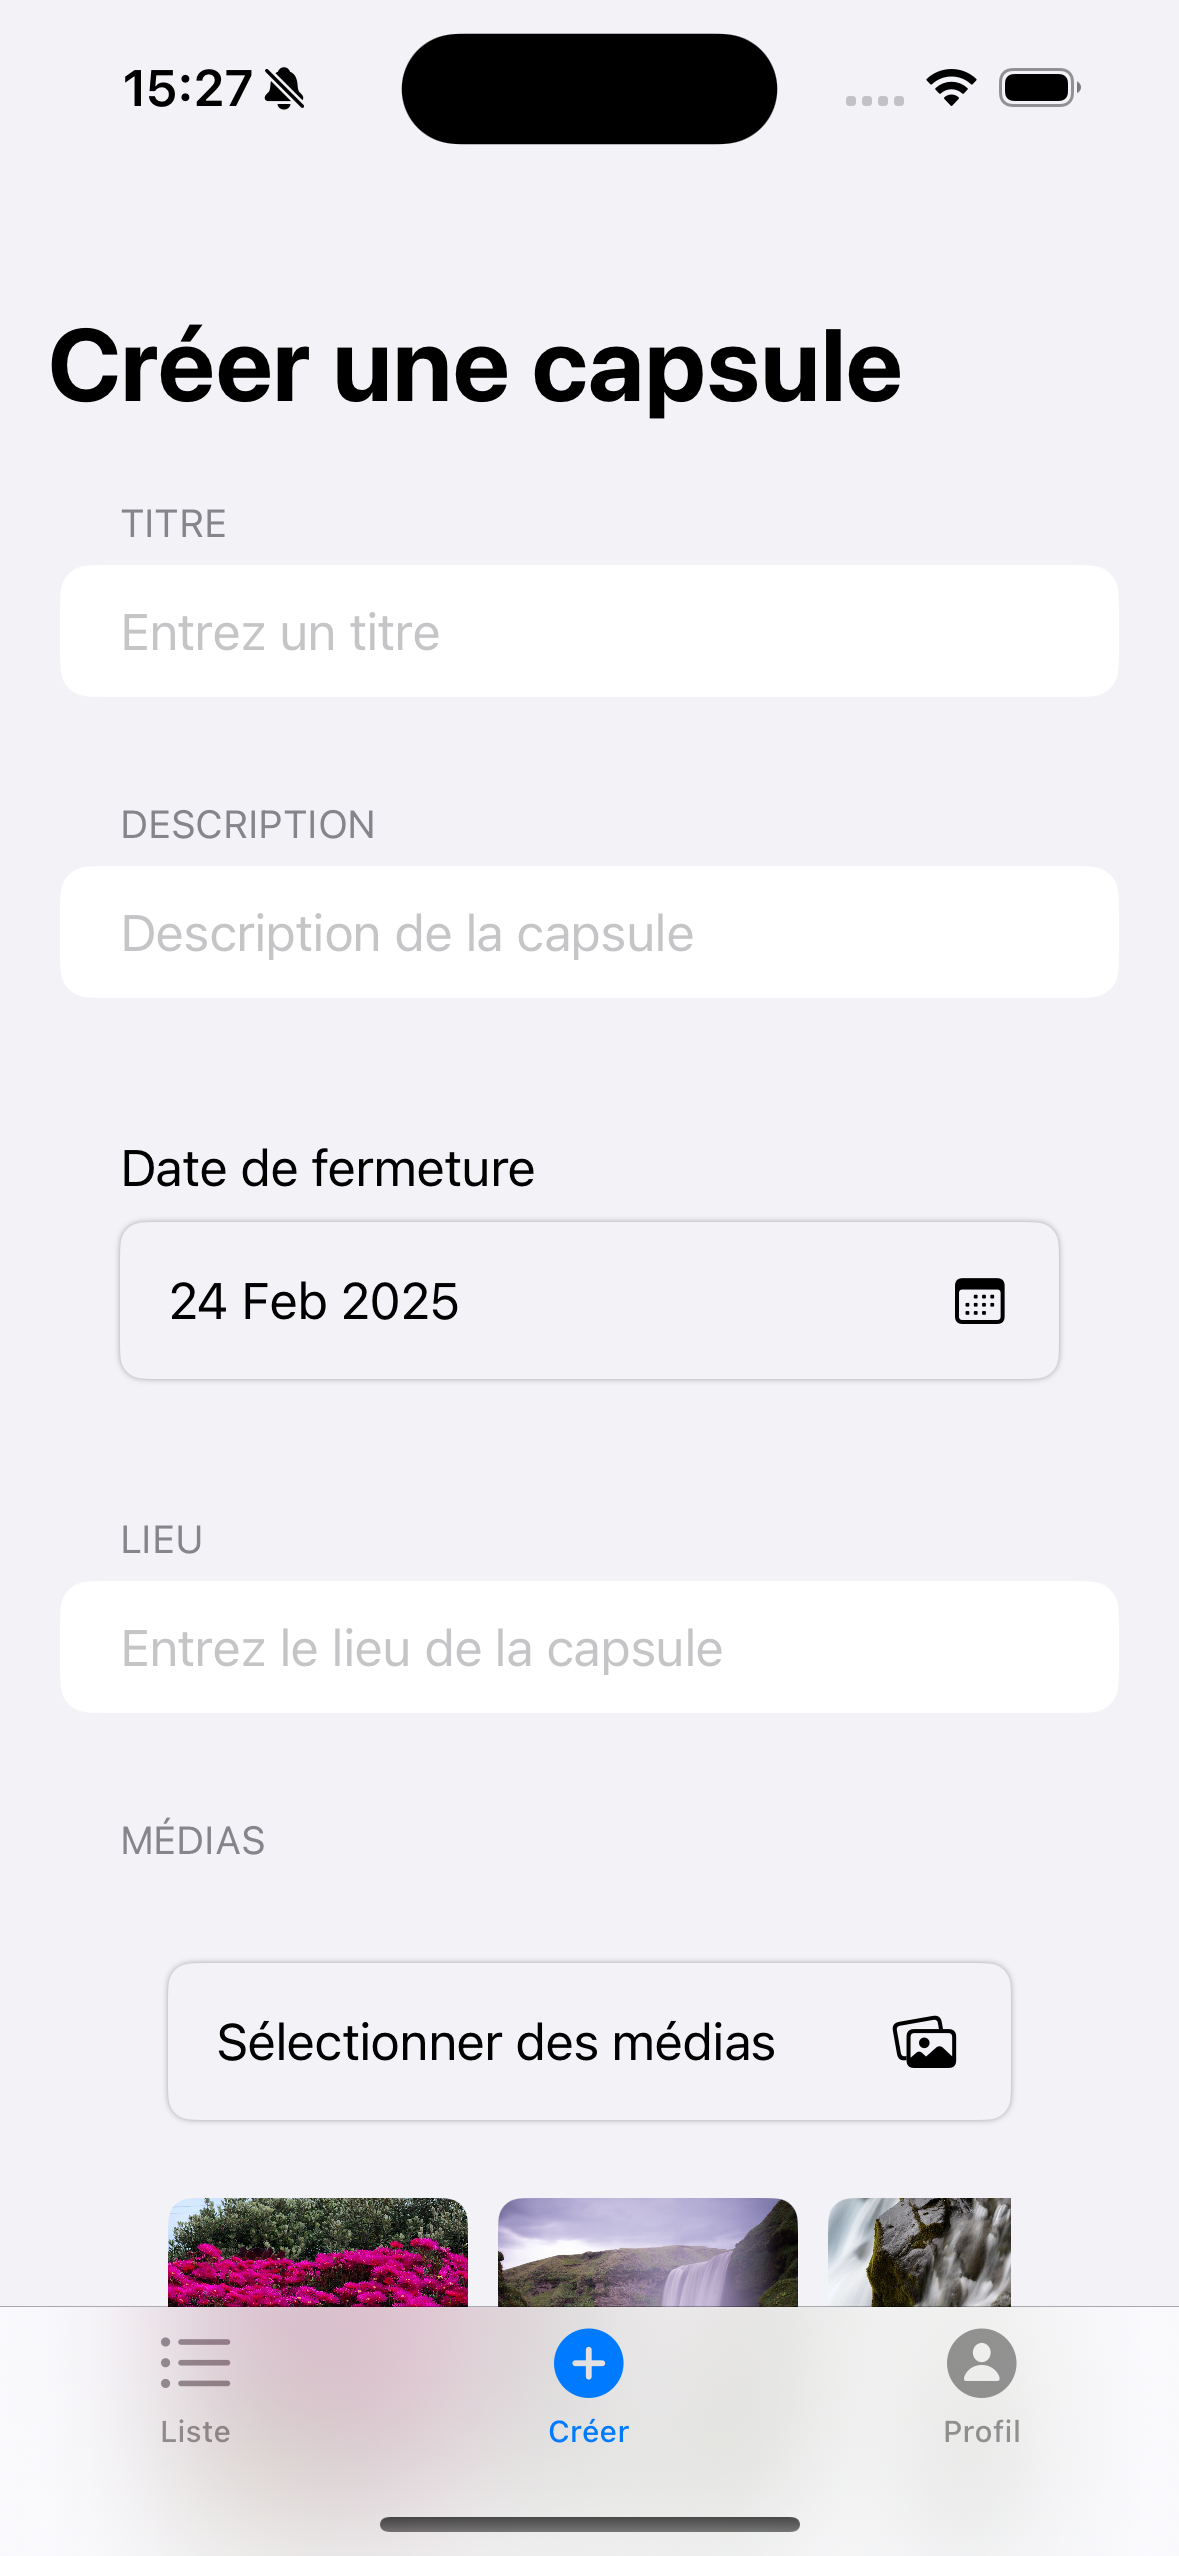 15:27
Créer une capsule
TITRE
Entrez un titre
DESCRIPTION
Description de la capsule
Date de fermeture
24 Feb 2025
LIEU
Entrez le lieu de la capsule
MÉDIAS
Sélectionner des médias
Liste
Créer
Profil